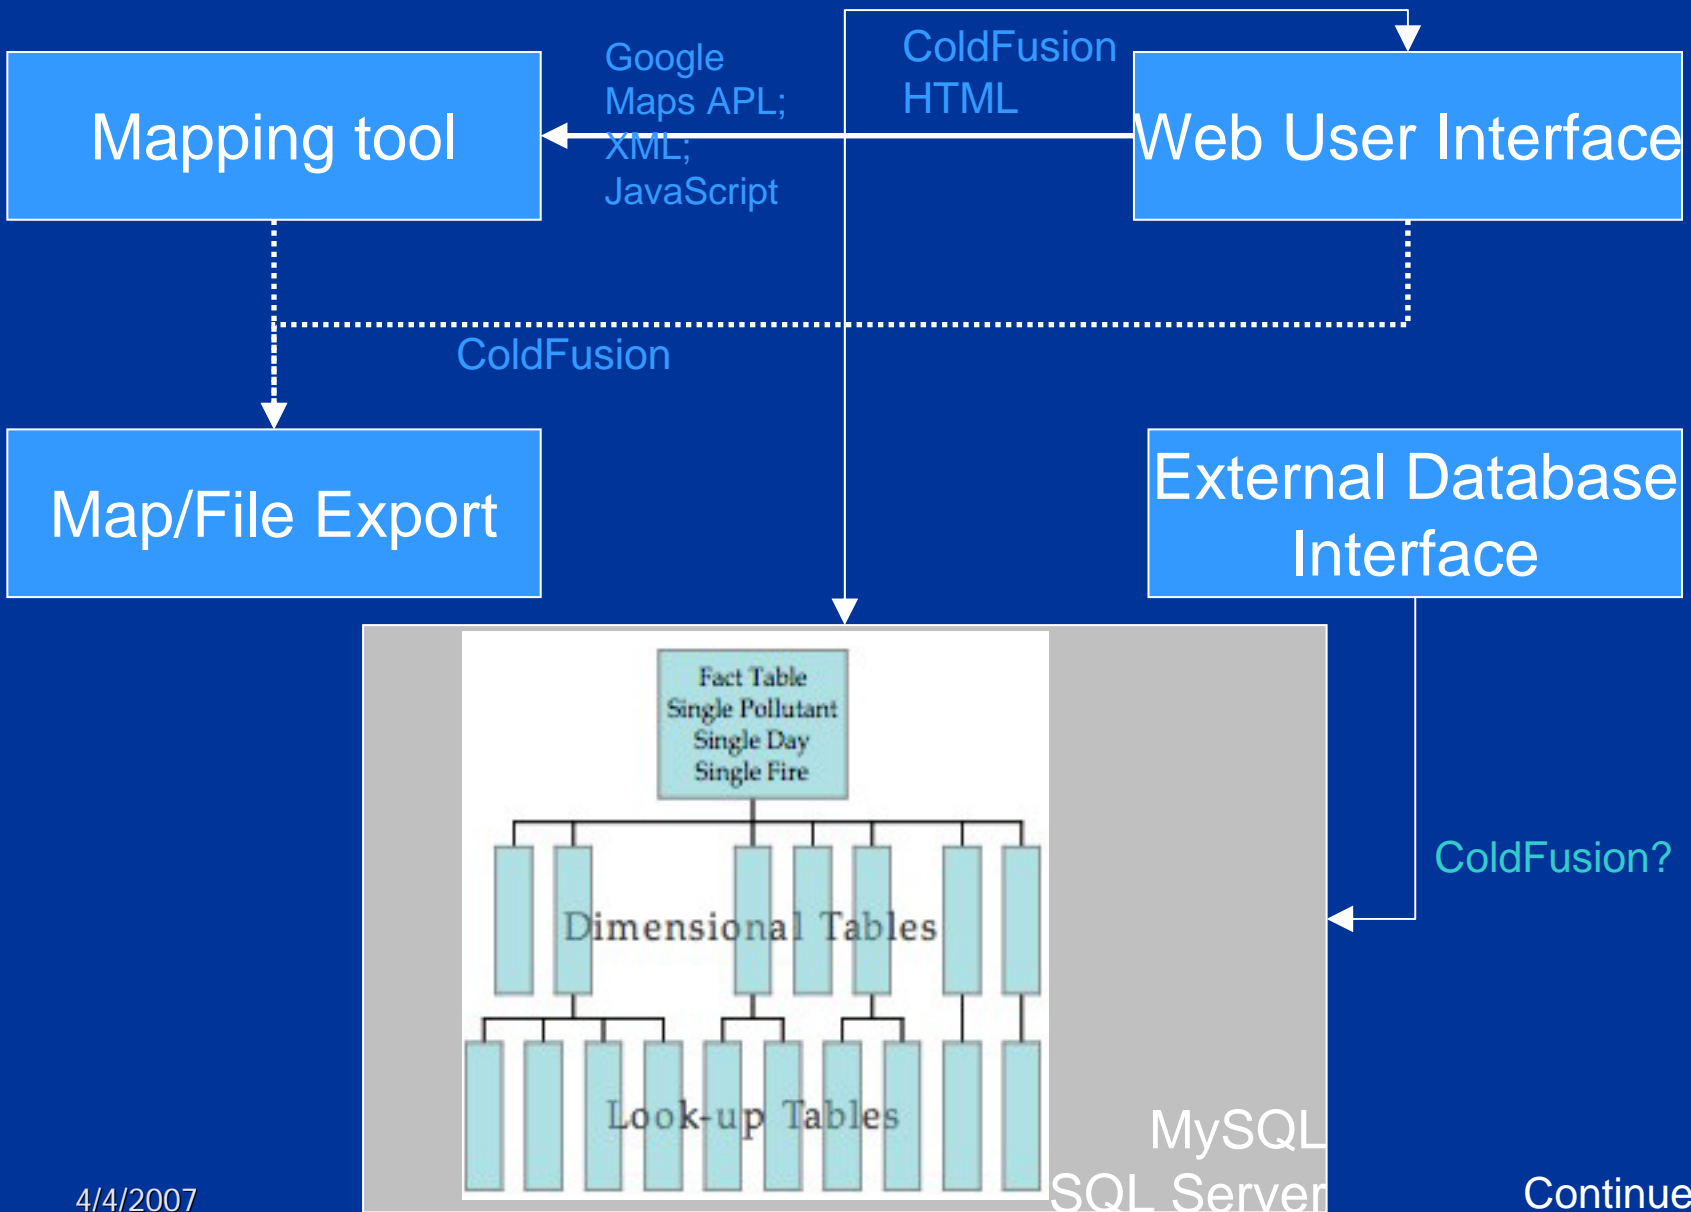 Mapping tool
Google
Maps APL;
XML;
JavaScript
ColdFusion
HTML
Web User Interface
ColdFusion
Map/File Export
External Database
Interface
Fact Table
Single Pollutant
Single Day
Single Fire
Dimensional Tables
Look-up Tables
ColdFusion?
MySQL
SQL Server
4/4/2007
Continue